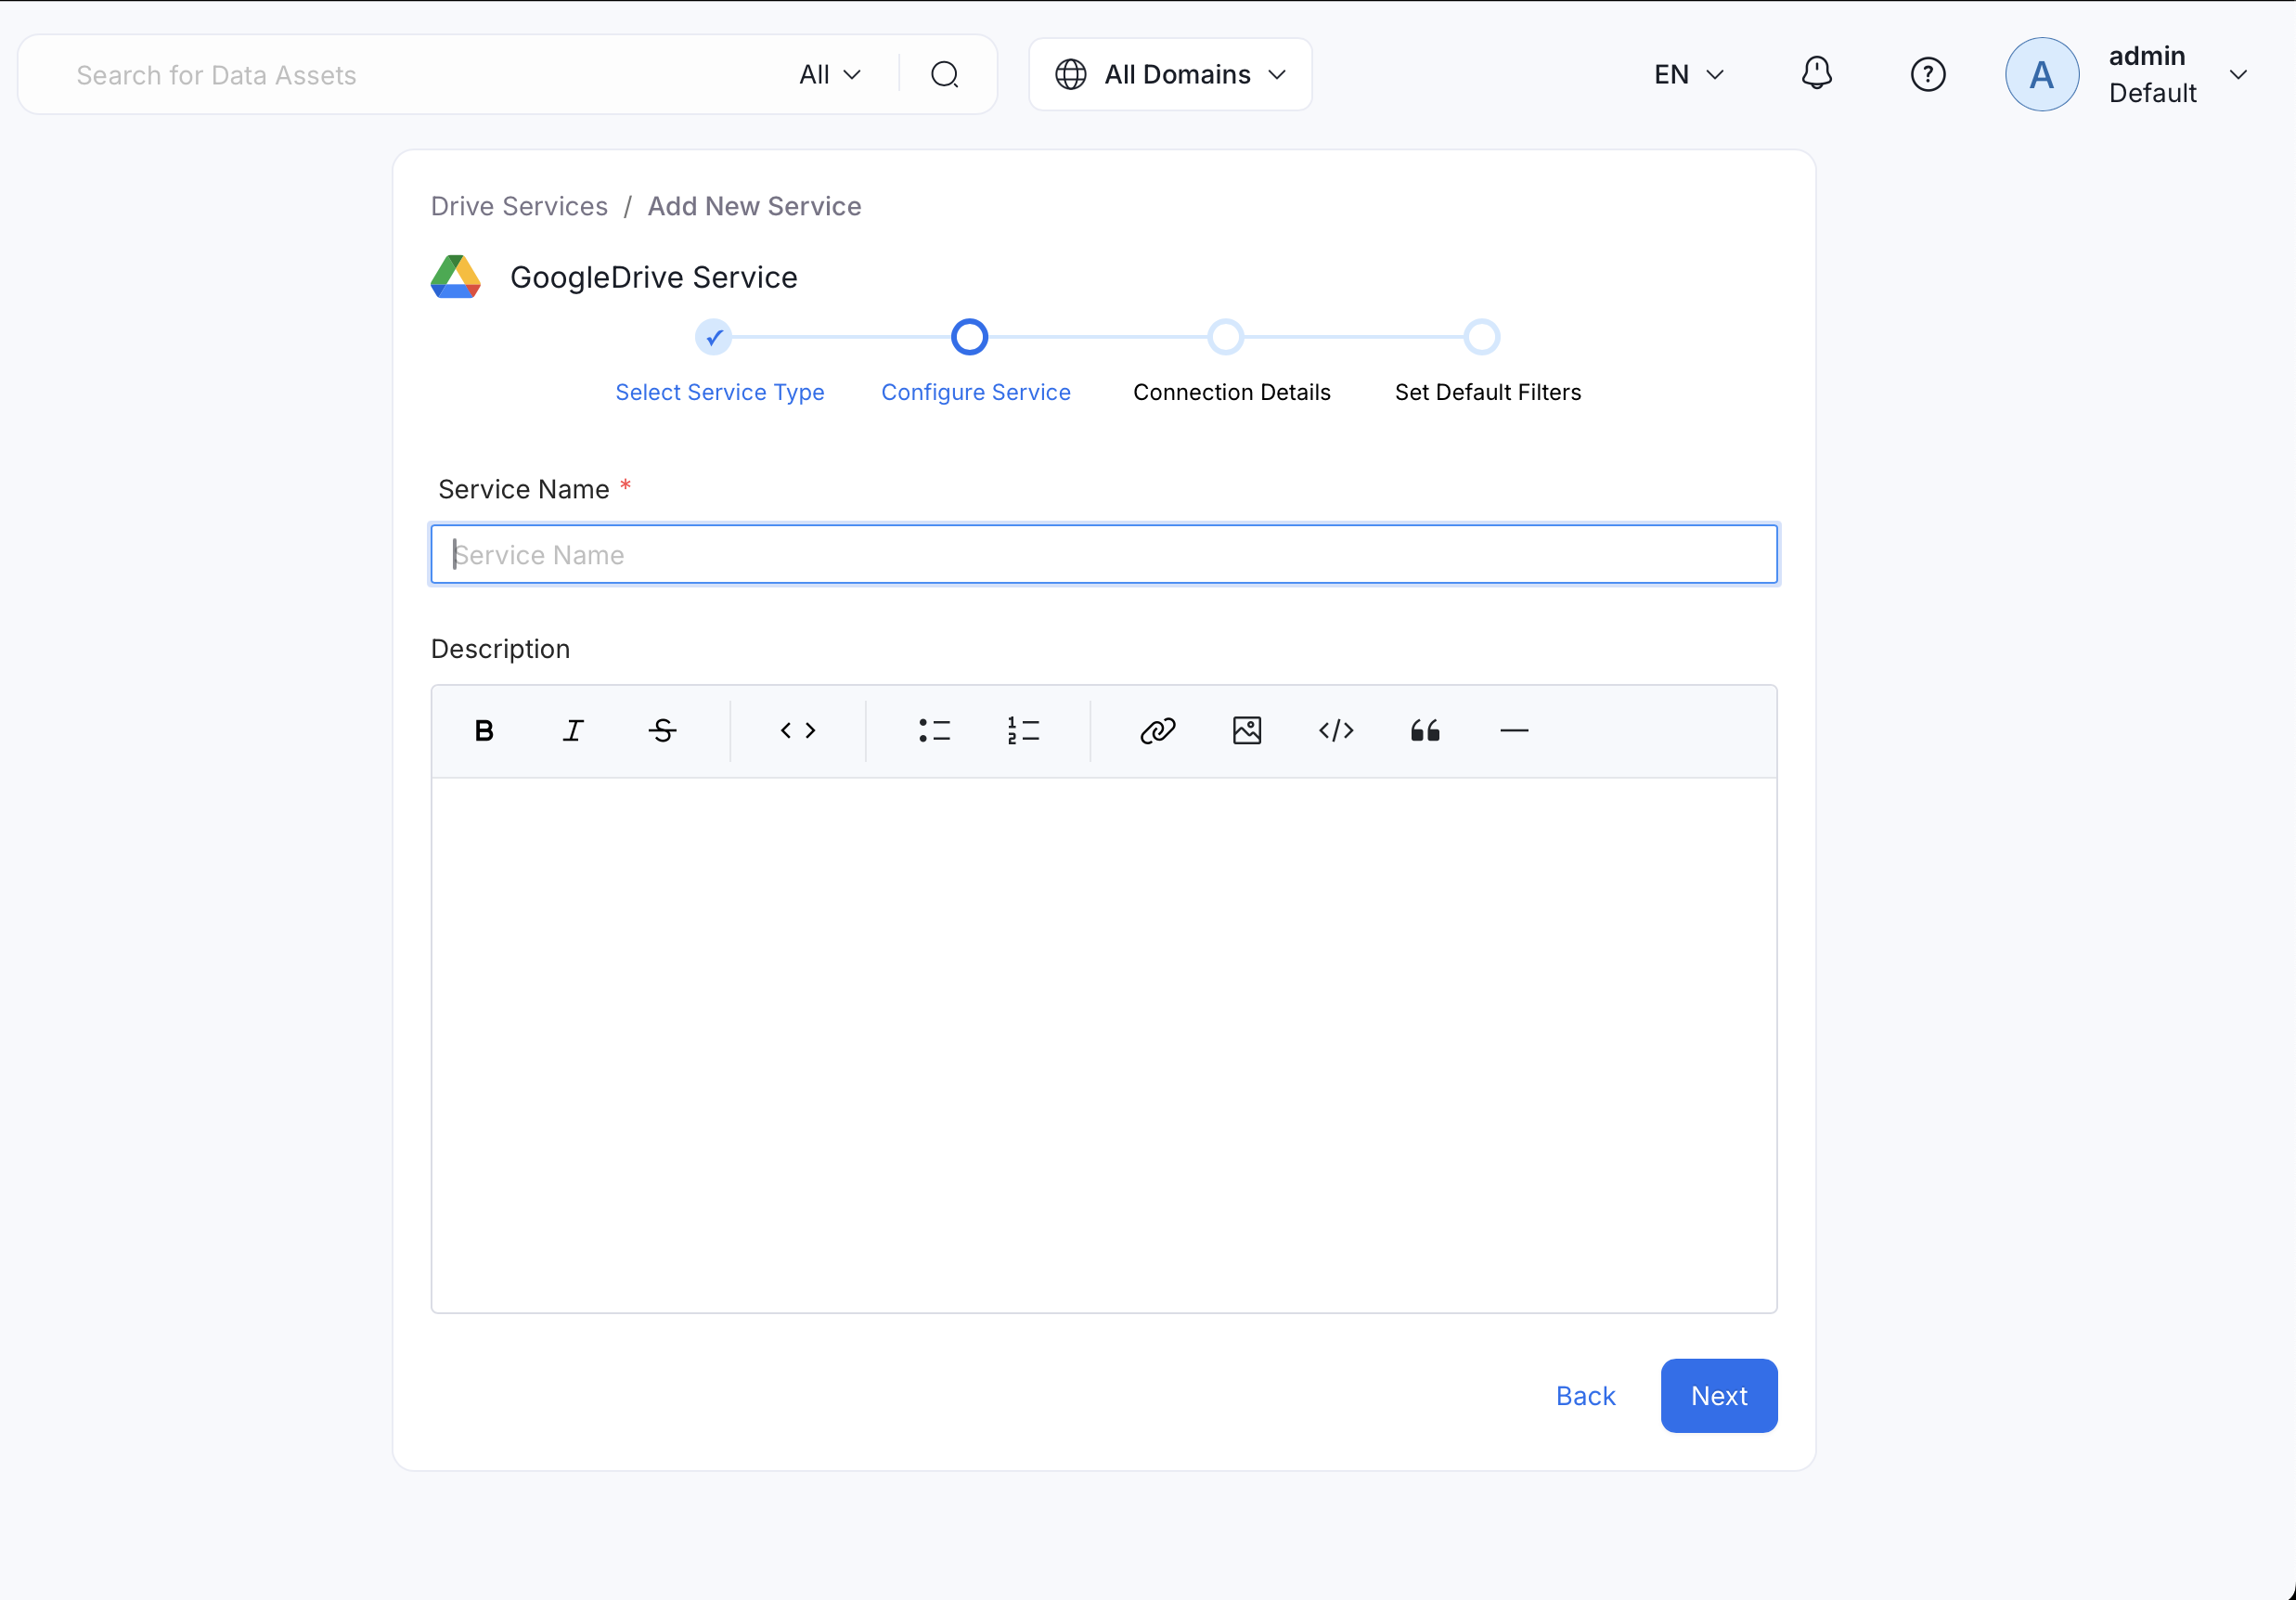 Search for Data Assets All All Domains EN ? A admin
Default
Drive Services / Add New Service
GoogleDrive Service
Select Service Type Configure Service Connection Details Set Default Filters
Service Name *
Service Name
Description
B I S
Back Next